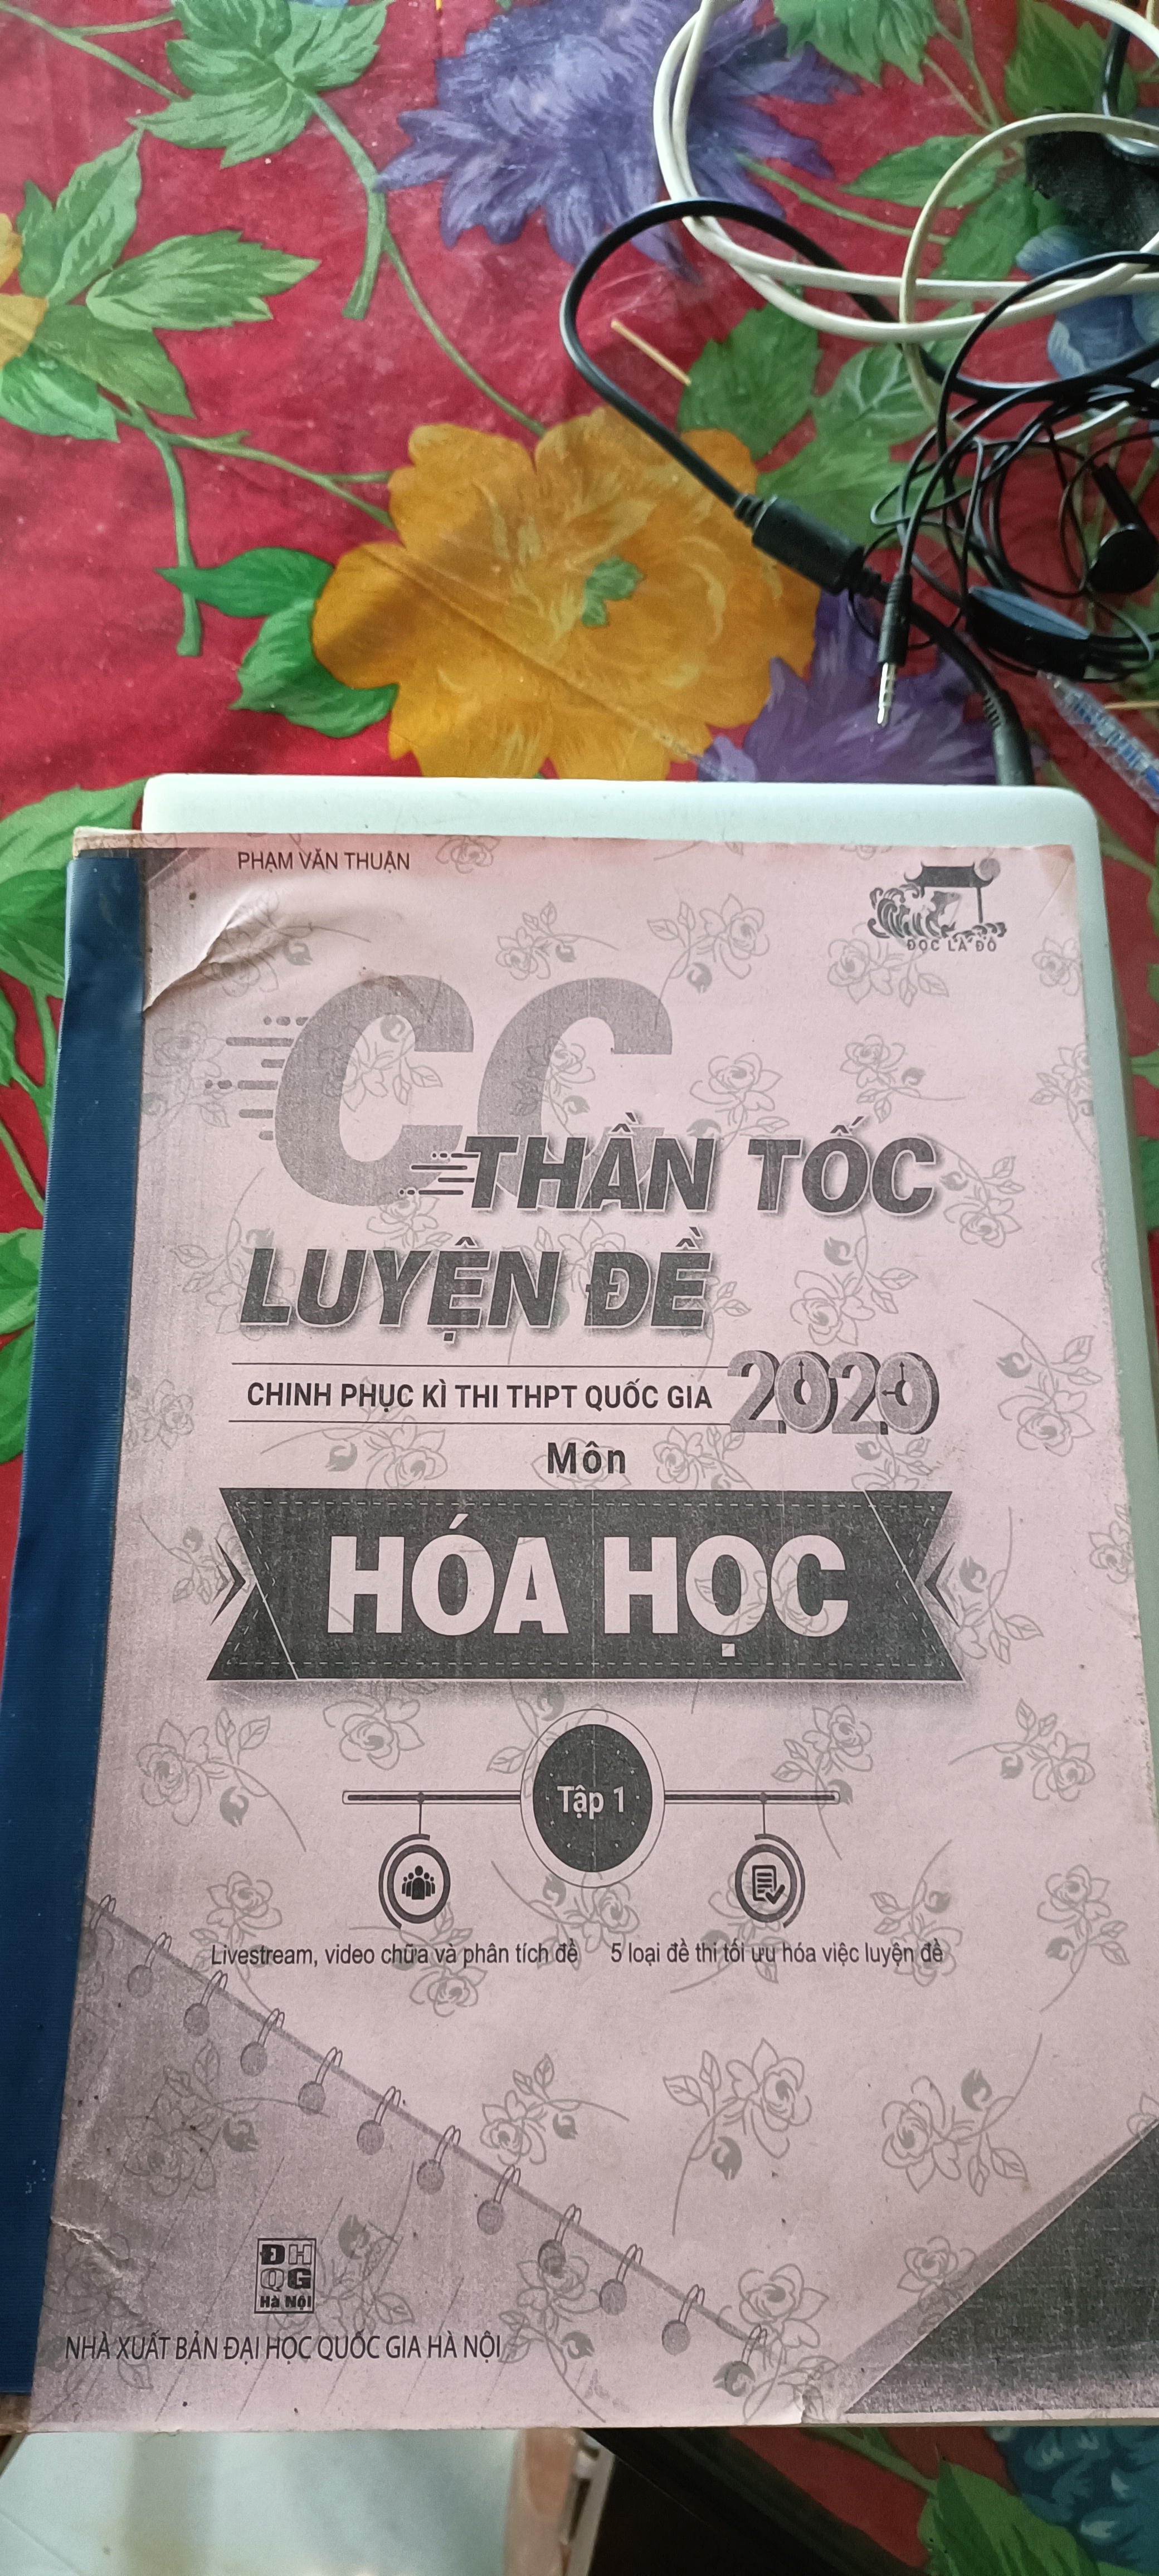 PHẠM VĂN THUẬN
ĐỌC LÀ ĐỖ
CC
THẦN TỐC
LUYỆN ĐỀ
CHINH PHỤC KÌ THI THPT QUỐC GIA 2020
Môn
HÓA HỌC
Tập 1
Livestream, video chữa và phân tích đề
5 loại đề thi tối ưu hóa việc luyện đề
ĐH
QG
Hà Nội
NHÀ XUẤT BẢN ĐẠI HỌC QUỐC GIA HÀ NỘI